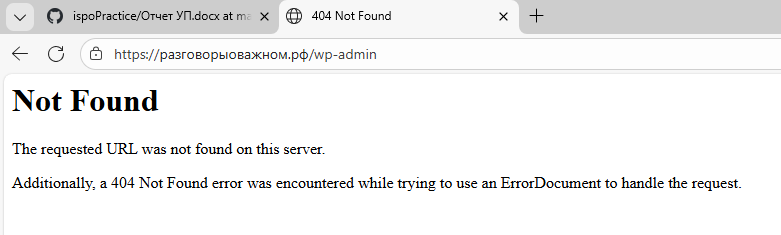 ispoPractice/Отчет УП.docx at ma
404 Not Found
https://разговорыоважном.рф/wp-admin
Not Found
The requested URL was not found on this server.
Additionally, a 404 Not Found error was encountered while trying to use an ErrorDocument to handle the request.